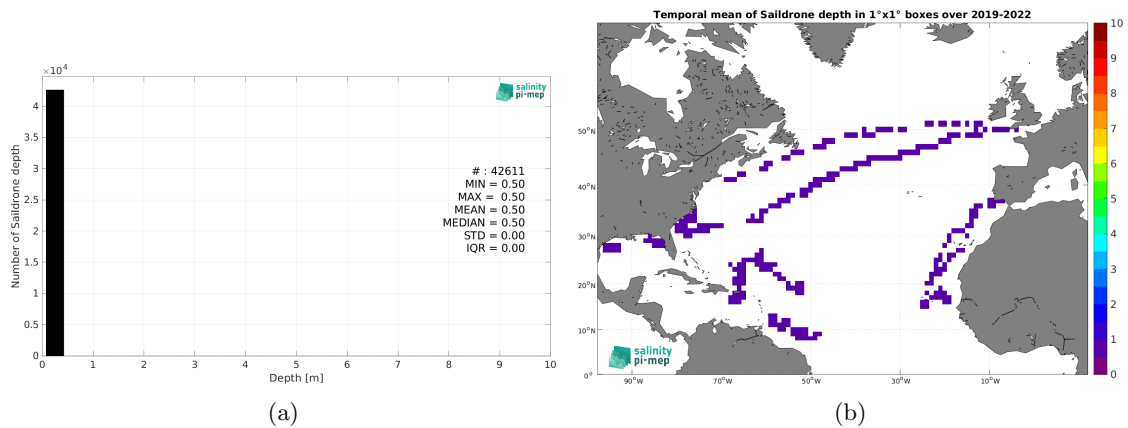 ×10⁴
4
3.5
3
2.5
2
1.5
1
0.5
0
Number of Saildrone depth
0 1 2 3 4 5 6 7 8 9 10
Depth [m]
salinity
pi-mep
# : 42611
MIN = 0.50
MAX = 0.50
MEAN = 0.50
MEDIAN = 0.50
STD = 0.00
IQR = 0.00
(a)
Temporal mean of Saildrone depth in 1°x1° boxes over 2019-2022
50°N
40°N
30°N
20°N
10°N
0°
90°W 70°W 50°W 30°W 10°W
salinity
pi-mep
10
9
8
7
6
5
4
3
2
1
0
(b)